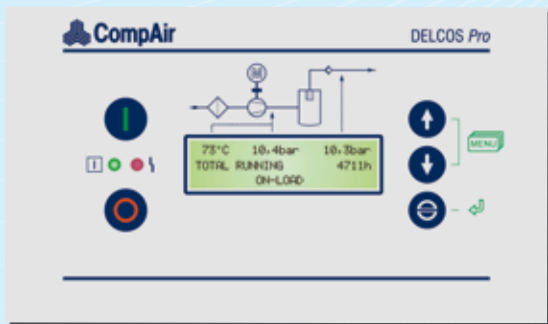 CompAir
DELCOS Pro
M
73°C 10.4bar 10.3bar
TOTAL RUNNING 4711h
ON-LOAD
MENU